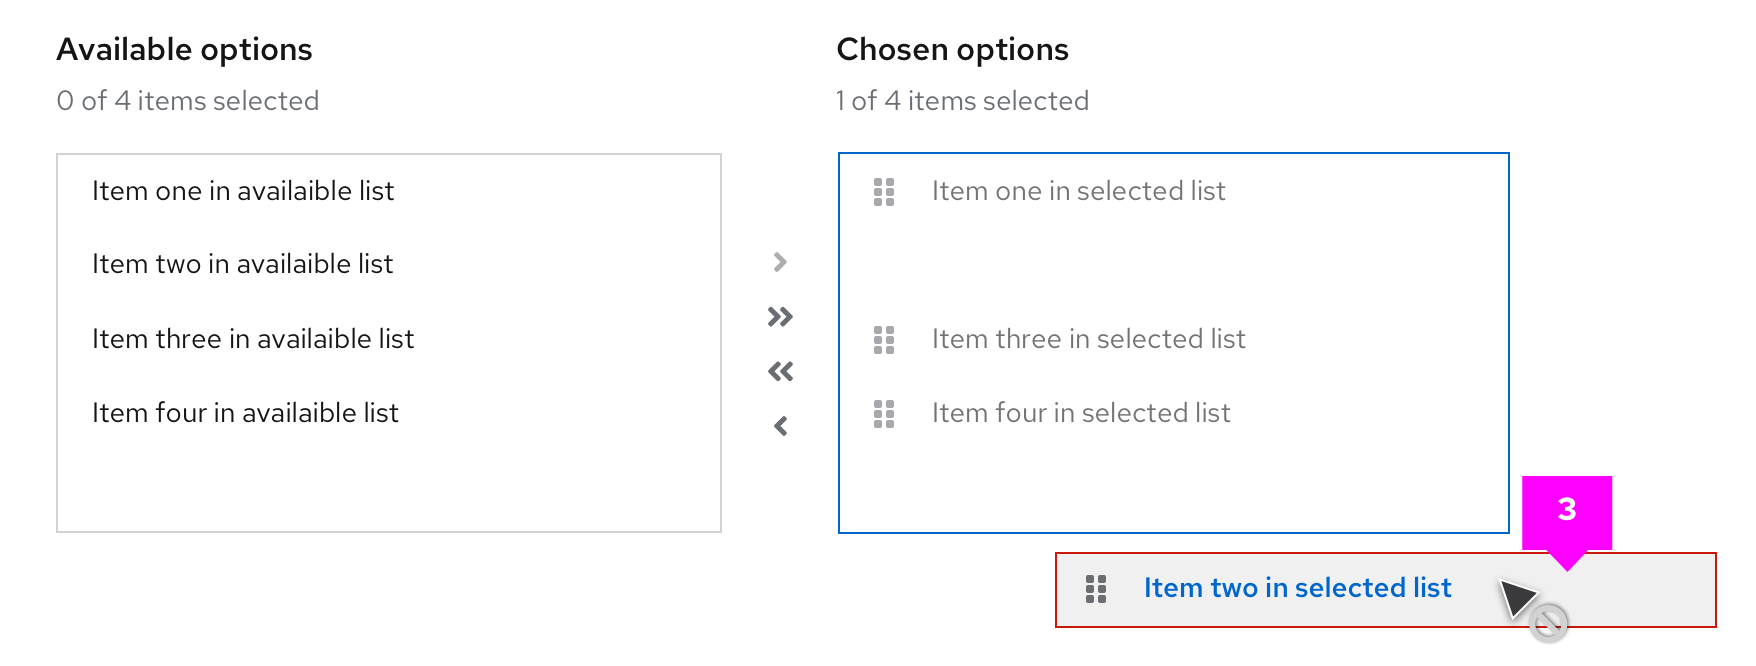 Available options
0 of 4 items selected
Item one in availaible list
Item two in availaible list
Item three in availaible list
Item four in availaible list
Chosen options
1 of 4 items selected
Item one in selected list
Item three in selected list
Item four in selected list
3
Item two in selected list